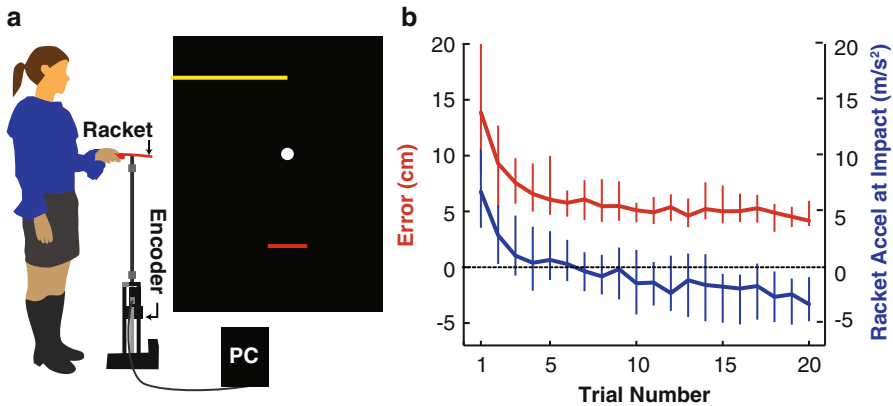 a
Racket
Encoder
PC
b
Error (cm)
20
15
10
5
0
-5
1
5
10
15
20
Trial Number
20
15
10
5
0
-5
Racket Accel at Impact (m/s²)